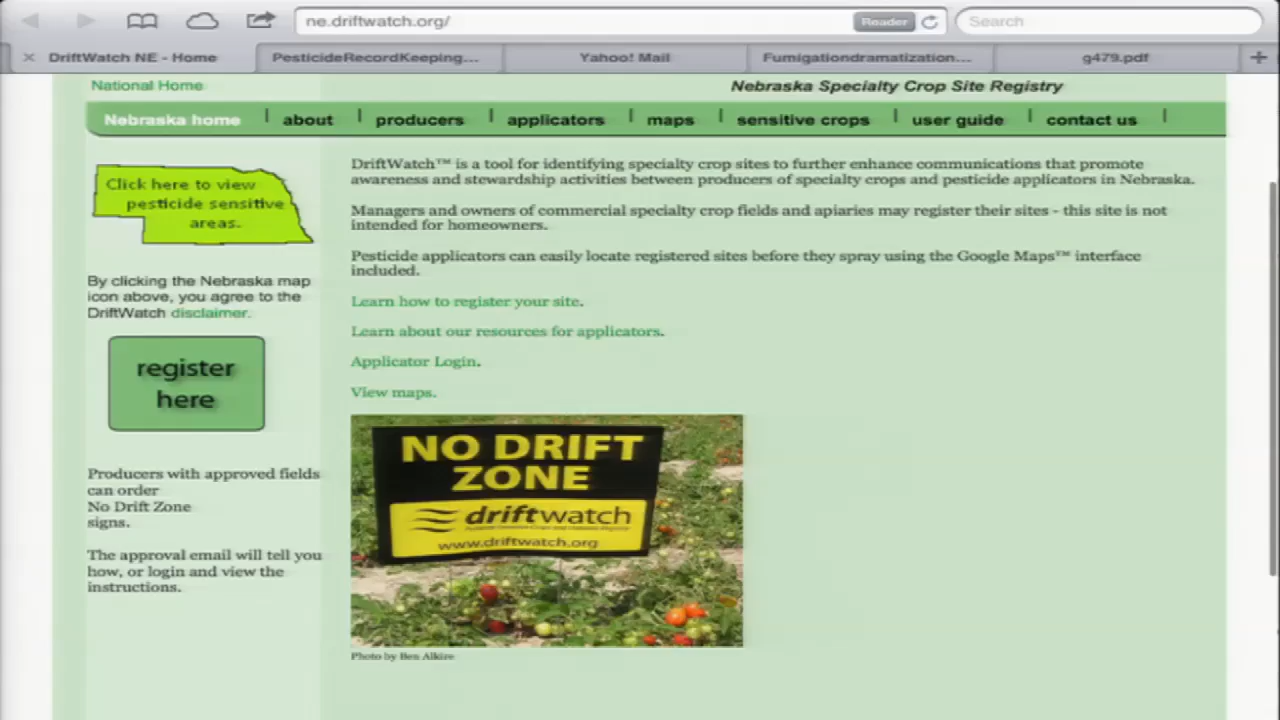 ne.driftwatch.org/
Reader
Search
DriftWatch NE - Home
PesticideRecordKeeping...
Yahoo! Mail
Fumigationdramatization...
g479.pdf
National Home
Nebraska Specialty Crop Site Registry
Nebraska home
about
producers
applicators
maps
sensitive crops
user guide
contact us
Click here to view
pesticide sensitive
areas.
By clicking the Nebraska map
icon above, you agree to the
DriftWatch disclaimer.
register
here
Producers with approved fields
can order
No Drift Zone
signs.
The approval email will tell you
how, or login and view the
instructions.
DriftWatch™ is a tool for identifying specialty crop sites to further enhance communications that promote
awareness and stewardship activities between producers of specialty crops and pesticide applicators in Nebraska.
Managers and owners of commercial specialty crop fields and apiaries may register their sites - this site is not
intended for homeowners.
Pesticide applicators can easily locate registered sites before they spray using the Google Maps™ interface
included.
Learn how to register your site.
Learn about our resources for applicators.
Applicator Login.
View maps.
NO DRIFT
ZONE
driftwatch
www.driftwatch.org
Photo by Ben Alkire